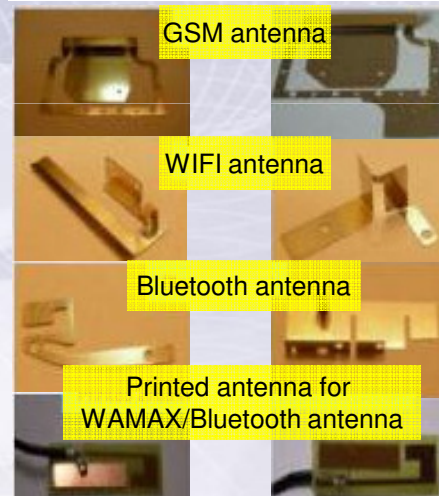 GSM antenna
WIFI antenna
Bluetooth antenna
Printed antenna for
WAMAX/Bluetooth antenna